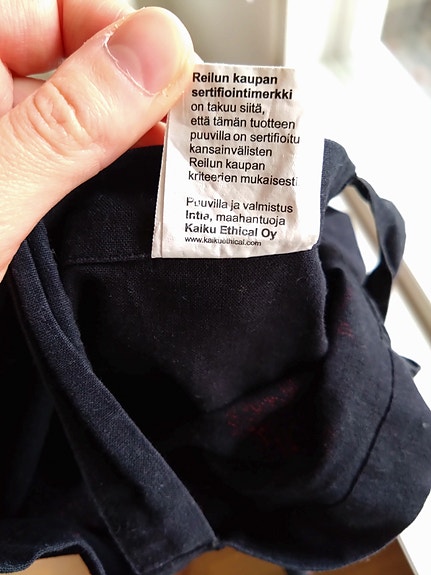 Reilun kaupan
sertifiointimerkki
on takuu siitä,
että tämän tuotteen
puuvilla on sertifioitu
kansainvälisten
Reilun kaupan
kriteerien mukaisesti
Puuvilla ja valmistus
Intia, maahantuoja
Kaiku Ethical Oy
www.kaikuethical.com